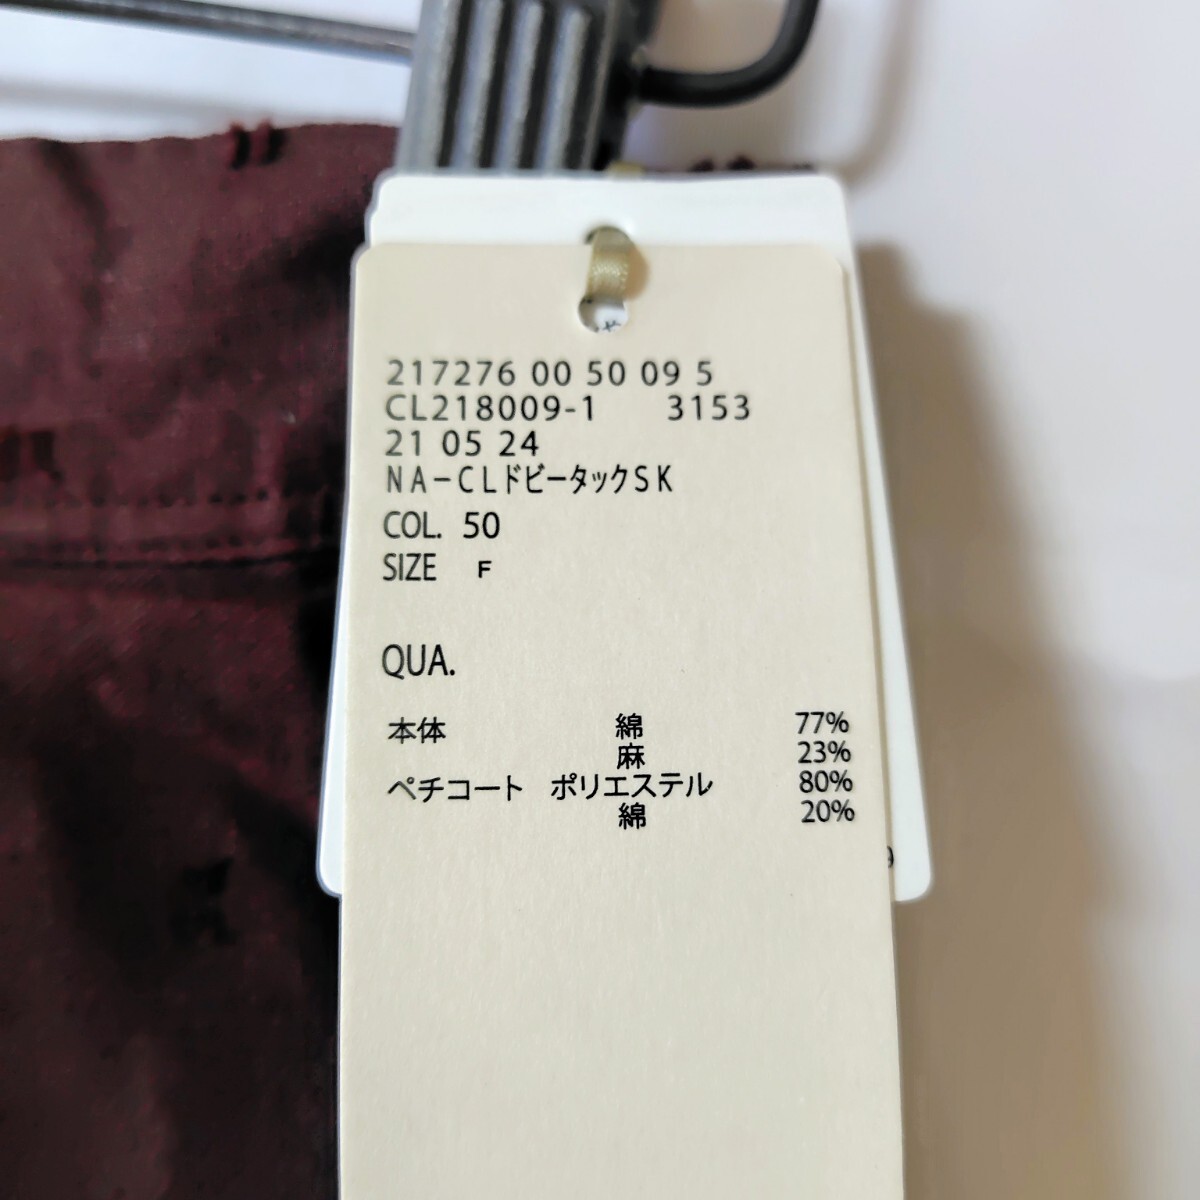 217276 00 50 09 5
CL218009-1 3153
21 05 24
NA-CLドビータックSK
COL. 50
SIZE F
QUA.
本体 綿 77%
麻 23%
ペチコート ポリエステル 80%
綿 20%
9